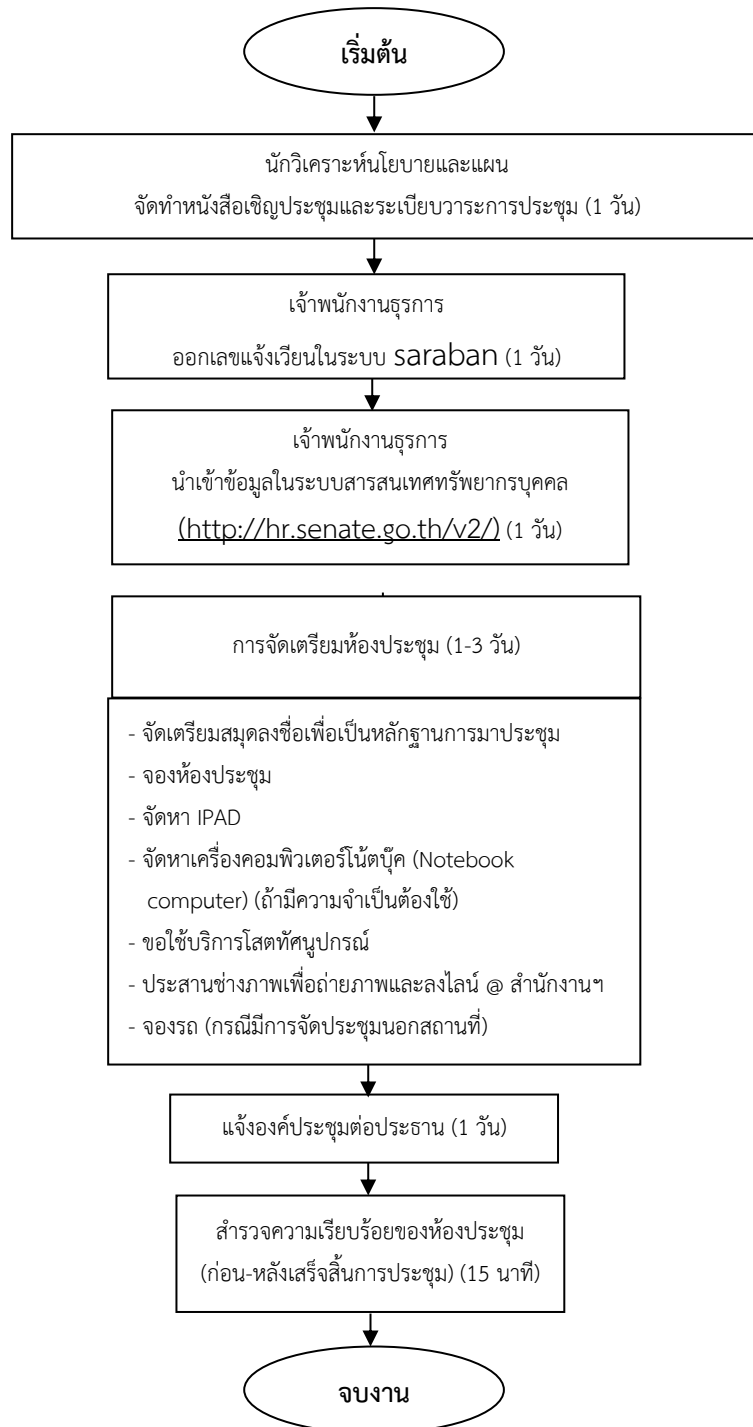 เริ่มต้น
นักวิเคราะห์นโยบายและแผน
จัดทำหนังสือเชิญประชุมและระเบียบวาระการประชุม (1 วัน)
เจ้าพนักงานธุรการ
ออกเลขแจ้งเวียนในระบบ saraban (1 วัน)
เจ้าพนักงานธุรการ
นำเข้าข้อมูลในระบบสารสนเทศทรัพยากรบุคคล
(http://hr.senate.go.th/v2/) (1 วัน)
การจัดเตรียมห้องประชุม (1-3 วัน)
- จัดเตรียมสมุดลงชื่อเพื่อเป็นหลักฐานการมาประชุม
- จองห้องประชุม
- จัดหา IPAD
- จัดหาเครื่องคอมพิวเตอร์โน้ตบุ๊ค (Notebook
computer) (ถ้ามีความจำเป็นต้องใช้)
- ขอใช้บริการโสตทัศนูปกรณ์
- ประสานช่างภาพเพื่อถ่ายภาพและลงไลน์ @ สำนักงานฯ
- จองรถ (กรณีมีการจัดประชุมนอกสถานที่)
แจ้งองค์ประชุมต่อประธาน (1 วัน)
สำรวจความเรียบร้อยของห้องประชุม
(ก่อน-หลังเสร็จสิ้นการประชุม) (15 นาที)
จบงาน